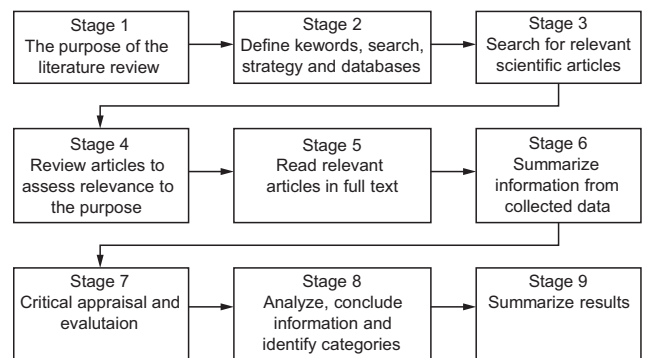 Stage 1
The purpose of the
literature review
Stage 2
Define kewords, search,
strategy and databases
Stage 3
Search for relevant
scientific articles
Stage 4
Review articles to
assess relevance to
the purpose
Stage 5
Read relevant
articles in full text
Stage 6
Summarize
information from
collected data
Stage 7
Critical appraisal and
evalutaion
Stage 8
Analyze, conclude
information and
identify categories
Stage 9
Summarize results